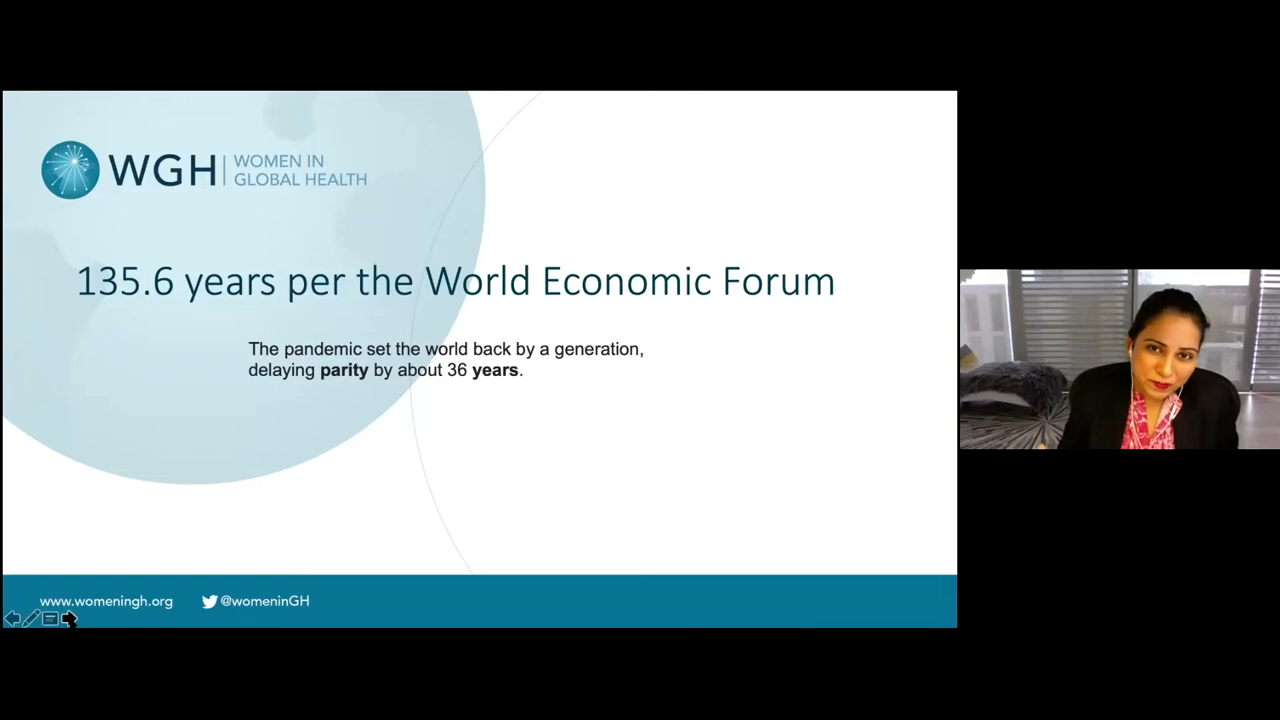 WGH
WOMEN IN
GLOBAL HEALTH
135.6 years per the World Economic Forum
The pandemic set the world back by a generation,
delaying parity by about 36 years.
www.womeningh.org
@womeninGH